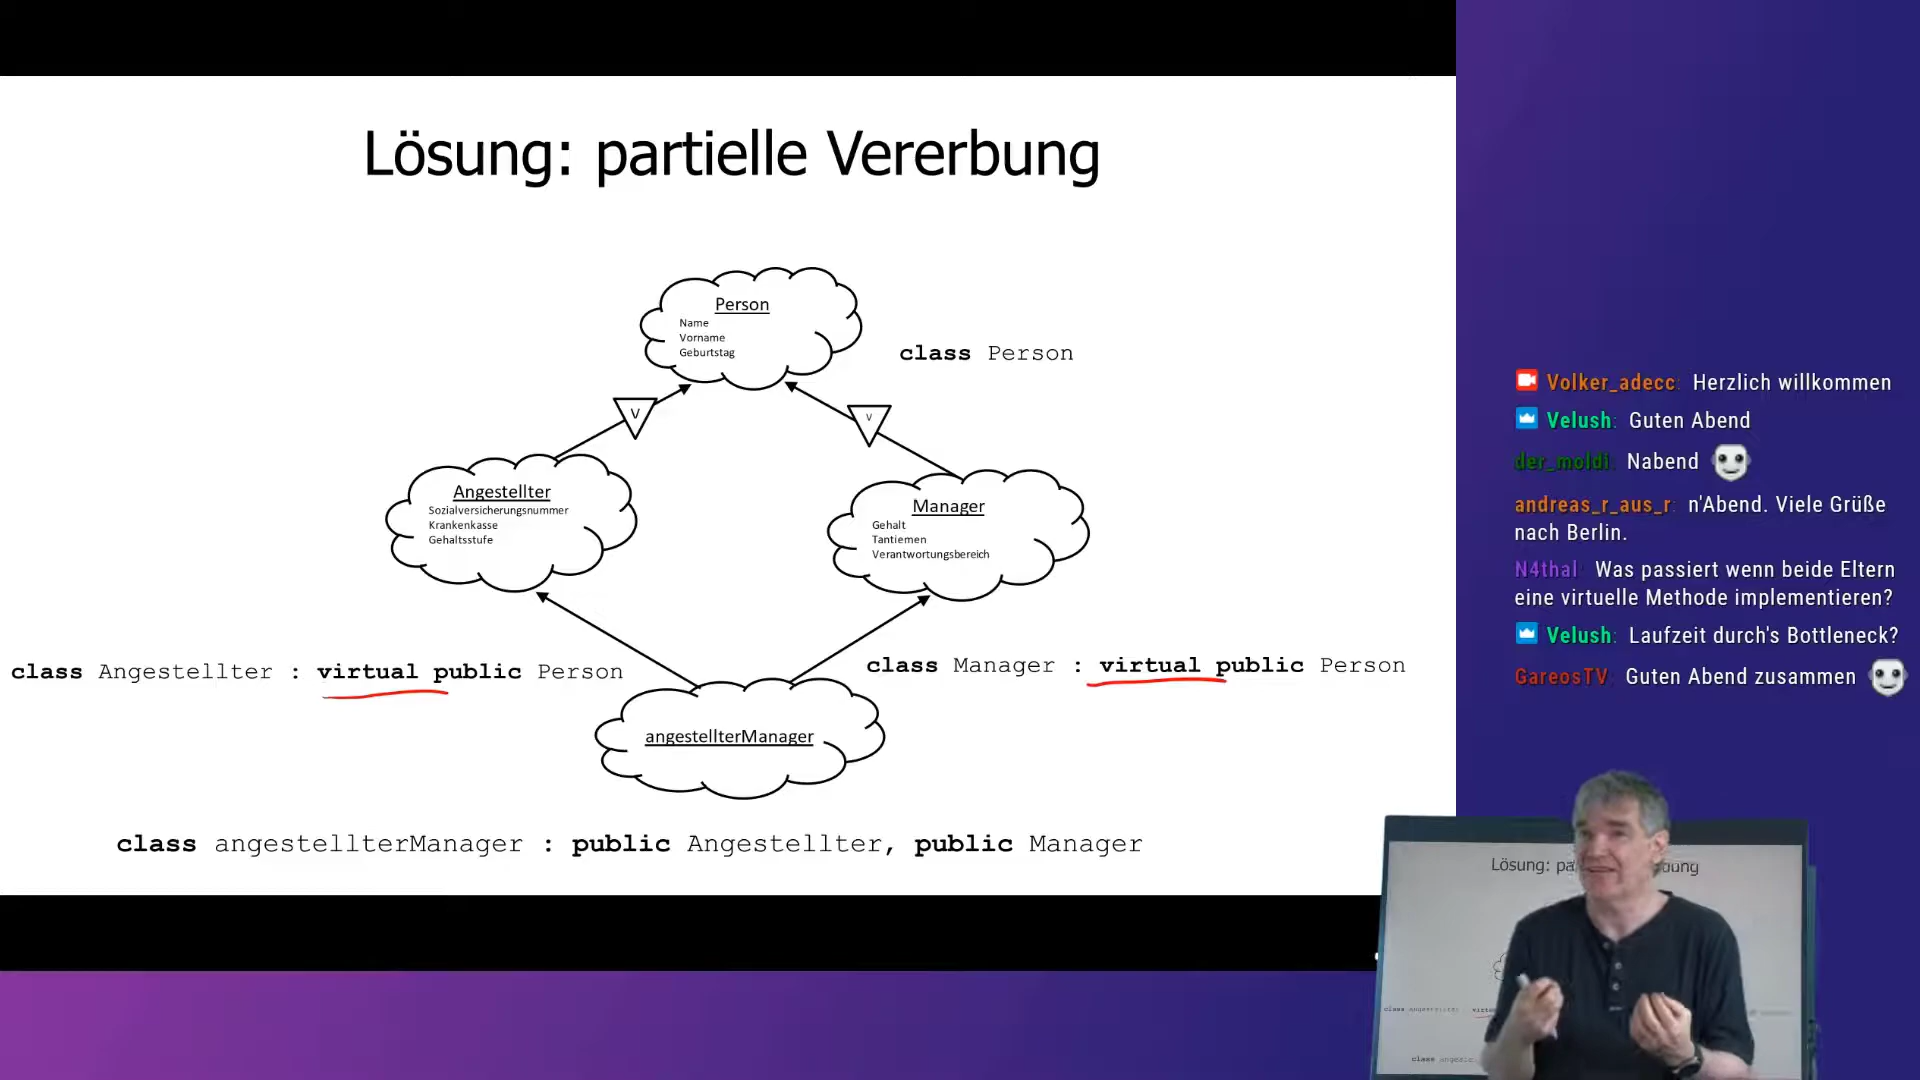 Lösung: partielle Vererbung
Person
Name
Vorname
Geburtstag
class Person
V
V
Angestellter
Sozialversicherungsnummer
Krankenkasse
Gehaltsstufe
Manager
Gehalt
Tantiemen
Verantwortungsbereich
class Angestellter : virtual public Person
class Manager : virtual public Person
angestellterManager
class angestellterManager : public Angestellter, public Manager
Volker_adecc: Herzlich willkommen
Velush: Guten Abend
der_moldi: Nabend
andreas_r_aus_r: n'Abend. Viele Grüße
nach Berlin.
N4thal: Was passiert wenn beide Eltern
eine virtuelle Methode implementieren?
Velush: Laufzeit durch's Bottleneck?
GareosTV: Guten Abend zusammen
Lösung:
class